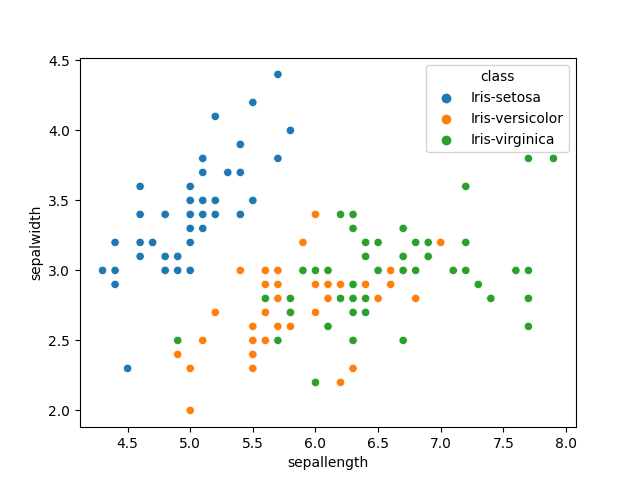 class
Iris-setosa
Iris-versicolor
Iris-virginica
4.5
4.0
3.5
3.0
2.5
2.0
sepalwidth
4.5 5.0 5.5 6.0 6.5 7.0 7.5 8.0
sepallength